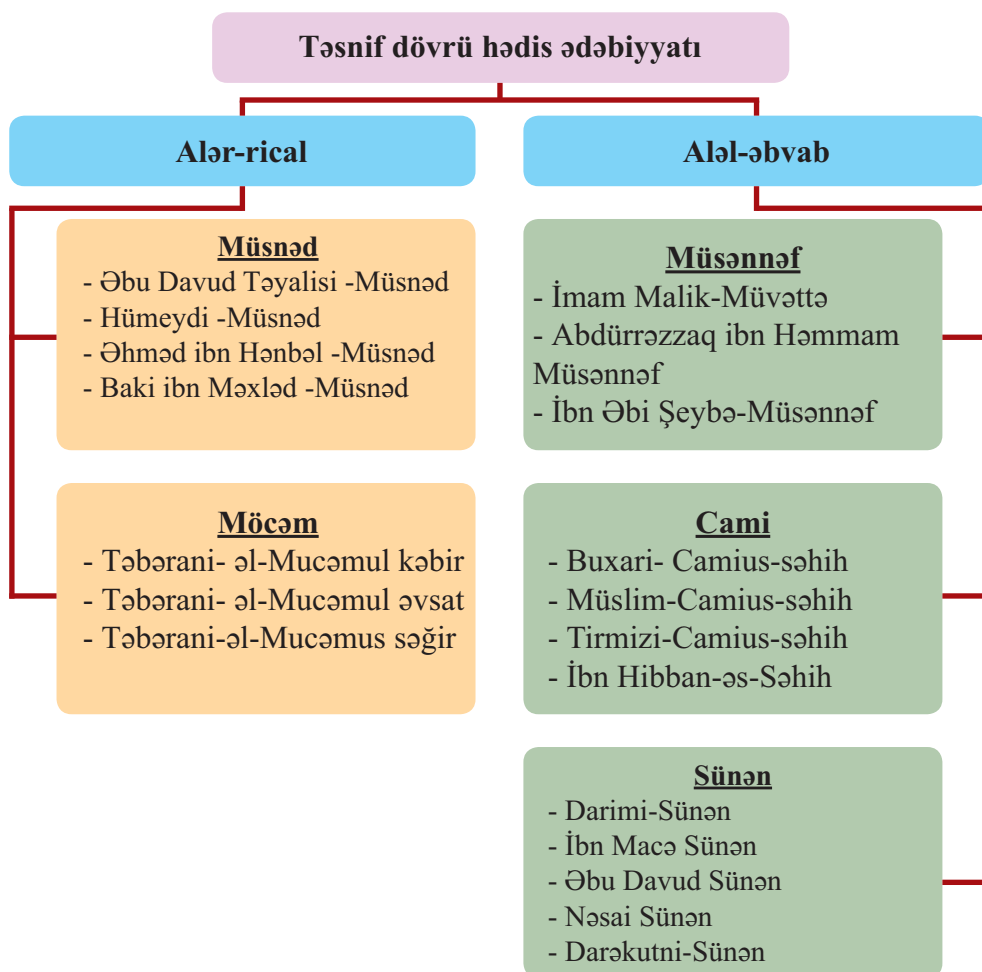 Təsnif dövrü hədis ədəbiyyatı
Alər-rical
Müsnəd
- Əbu Davud Təyalisi -Müsnəd
- Hümeydi -Müsnəd
- Əhməd ibn Hənbəl -Müsnəd
- Baki ibn Məxləd -Müsnəd
Möcəm
- Təbərani- əl-Mucəmul kəbir
- Təbərani- əl-Mucəmul əvsat
- Təbərani-əl-Mucəmus səğir
Aləl-əbvab
Müsənnəf
- İmam Malik-Müvəttə
- Abdürrəzzaq ibn Həmmam
Müsənnəf
- İbn Əbi Şeybə-Müsənnəf
Cami
- Buxari- Camius-səhih
- Müslim-Camius-səhih
- Tirmizi-Camius-səhih
- İbn Hibban-əs-Səhih
Sünən
- Darimi-Sünən
- İbn Macə Sünən
- Əbu Davud Sünən
- Nəsai Sünən
- Darəkutni-Sünən